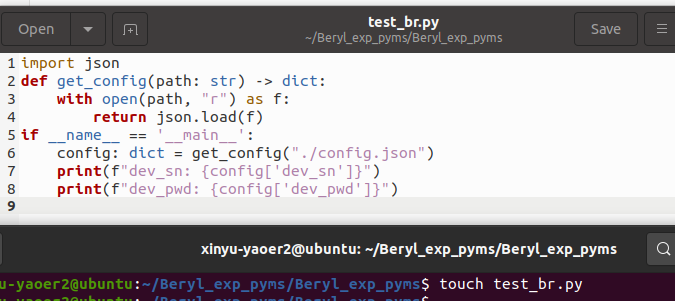 Open
test_br.py
~/Beryl_exp_pyms/Beryl_exp_pyms
Save
1 import json
2 def get_config(path: str) -> dict:
3     with open(path, "r") as f:
4         return json.load(f)
5 if __name__ == '__main__':
6     config: dict = get_config("./config.json")
7     print(f"dev_sn: {config['dev_sn']}")
8     print(f"dev_pwd: {config['dev_pwd']}")
9
xinyu-yaoer2@ubuntu: ~/Beryl_exp_pyms/Beryl_exp_pyms
u-yaoer2@ubuntu:~/Beryl_exp_pyms/Beryl_exp_pyms$ touch test_br.py